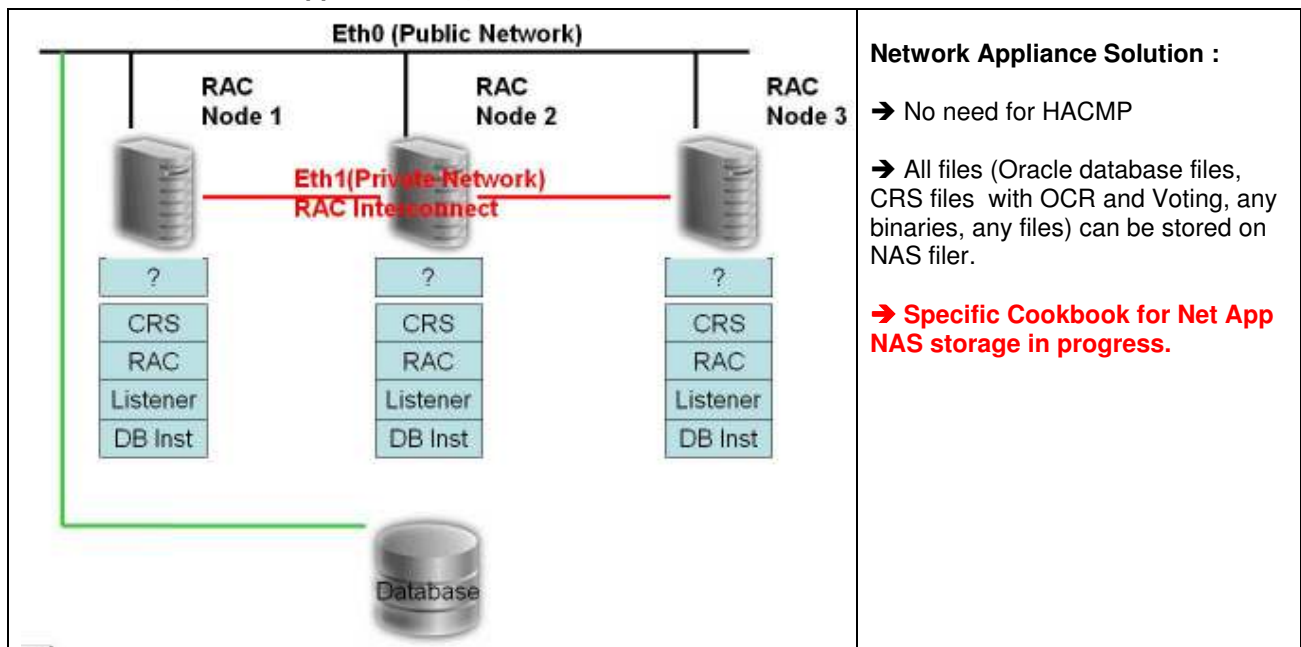 Eth0 (Public Network)
RAC
Node 1
RAC
Node 2
RAC
Node 3
Eth1(Private Network)
RAC Interconnect
?
CRS
RAC
Listener
DB Inst
?
CRS
RAC
Listener
DB Inst
?
CRS
RAC
Listener
DB Inst
Database
Network Appliance Solution :
➔ No need for HACMP
➔ All files (Oracle database files,
CRS files with OCR and Voting, any
binaries, any files) can be stored on
NAS filer.
➔ Specific Cookbook for Net App
NAS storage in progress.